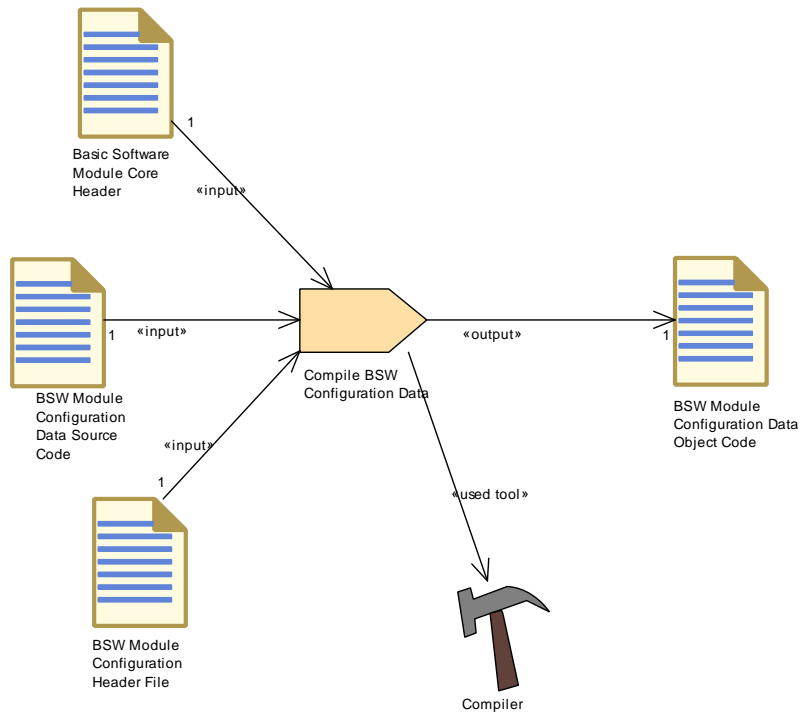 1
Basic Software
Module Core
Header
«input»
1
«input»
BSW Module
Configuration
Data Source
Code
«input»
1
BSW Module
Configuration
Header File
Compile BSW
Configuration Data
«output»
1
BSW Module
Configuration Data
Object Code
«used tool»
Compiler